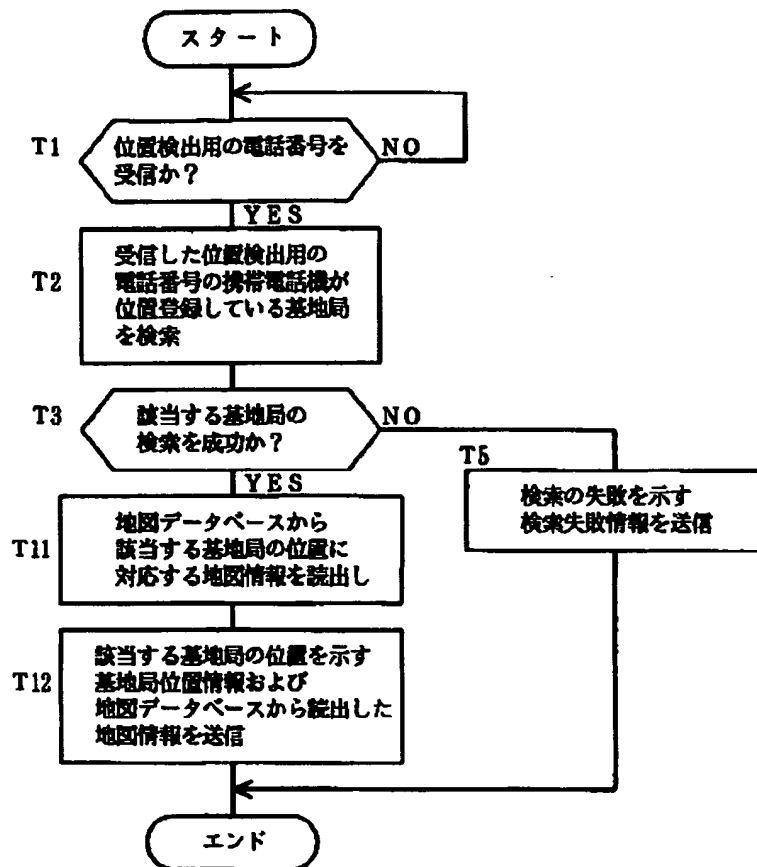 スタート
T1
位置検出用の電話番号を
受信か？
NO
YES
T2
受信した位置検出用の
電話番号の携帯電話機が
位置登録している基地局
を検索
T3
該当する基地局の
検索を成功か？
NO
YES
T5
検索の失敗を示す
検索失敗情報を送信
T11
地図データベースから
該当する基地局の位置に
対応する地図情報を読出し
T12
該当する基地局の位置を示す
基地局位置情報および
地図データベースから読出した
地図情報を送信
エンド